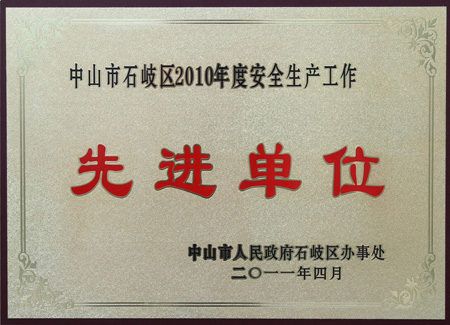 中山市石岐区2010年度安全生产工作
先进单位
中山市人民政府石岐区办事处
二〇一一年四月